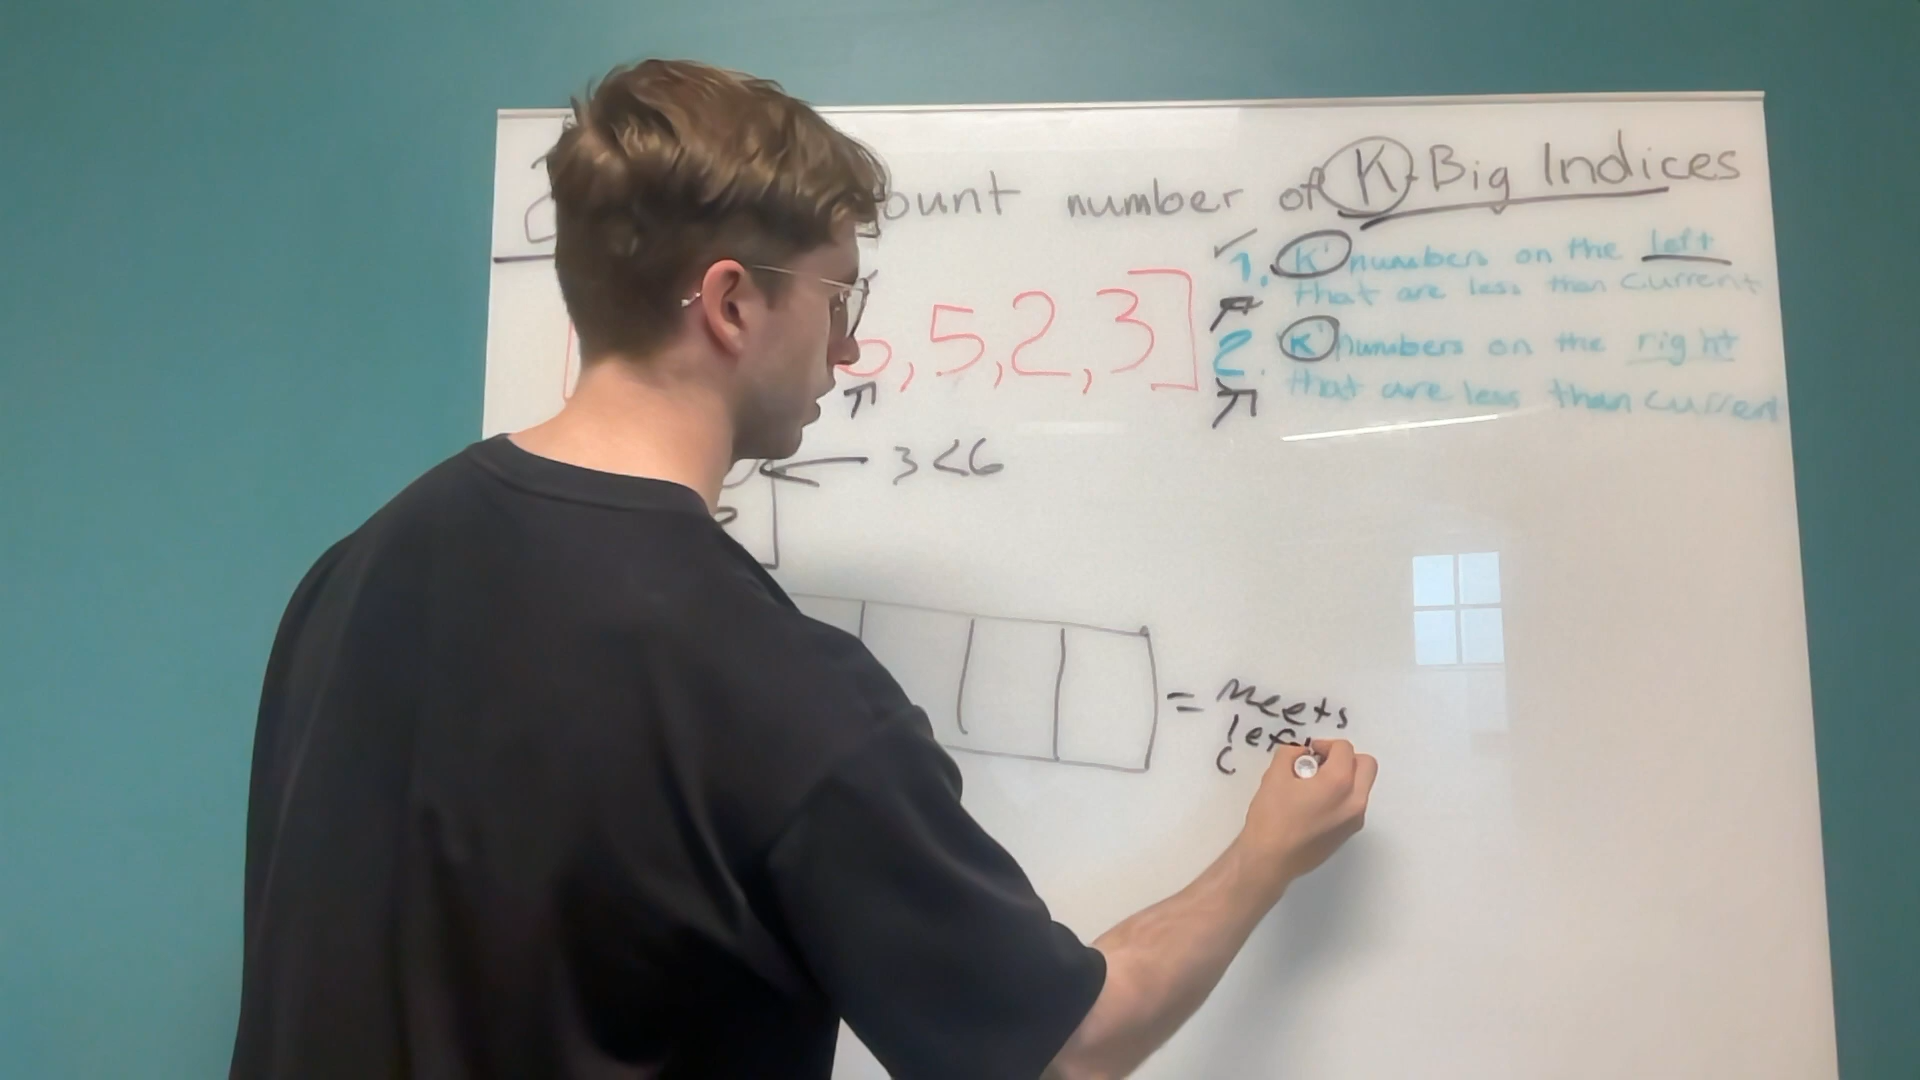 ount number of K-Big Indices
1. 'K' numbers on the left
that are less than current
6, 5, 2, 3]
2. 'K' numbers on the right
that are less than curren
3 < 6
= Meets
left
C